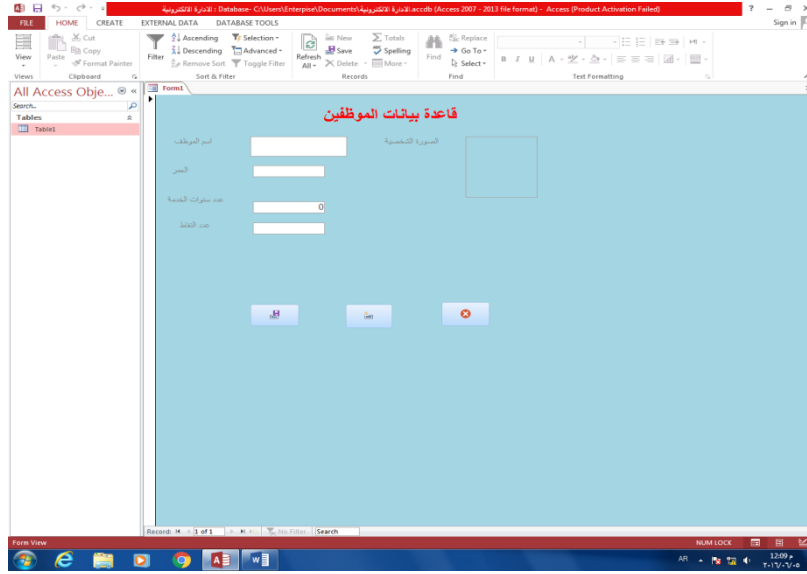 الادارة الالكترونية : Database- C:\Users\Enterpise\Documents\الادارة الالكترونية.accdb (Access 2007 - 2013 file format) - Access (Product Activation Failed)
FILE HOME CREATE EXTERNAL DATA DATABASE TOOLS Sign in
View Paste Cut Copy Format Painter
Filter Ascending Descending Remove Sort Selection Advanced Toggle Filter
Refresh All New Save Delete Totals Spelling More
Find Replace Go To Select
B I U A
Views Clipboard Sort & Filter Records Find Text Formatting
All Access Obje...
Search..
Tables
Table1
Form1
قاعدة بيانات الموظفين
اسم الموظف
الصورة الشخصية
العمر
عدد سنوات الخدمة
0
عدد النقاط
Record: 1 of 1 No Filter Search
Form View NUM LOCK
AR
12:09 م